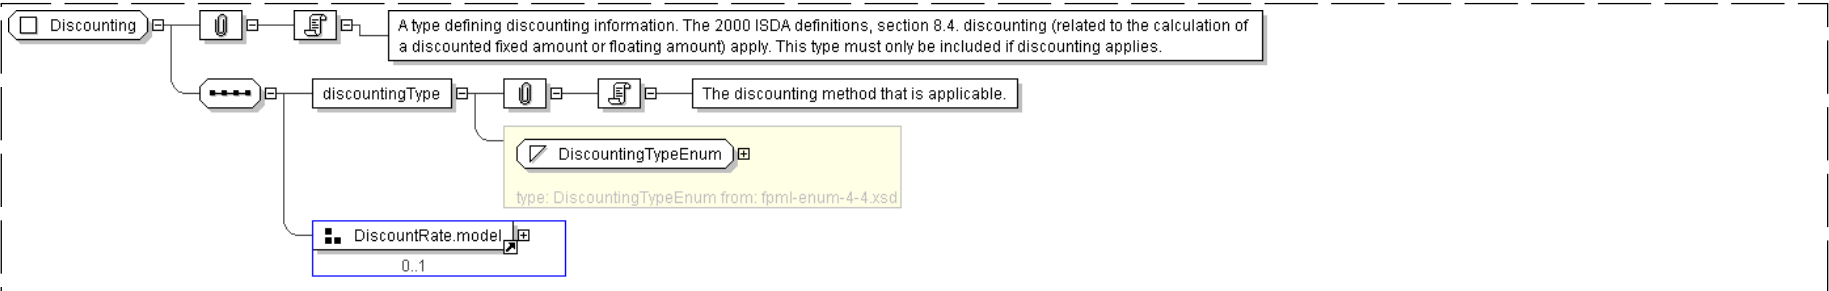 Discounting
A type defining discounting information. The 2000 ISDA definitions, section 8.4. discounting (related to the calculation of
a discounted fixed amount or floating amount) apply. This type must only be included if discounting applies.
discountingType
The discounting method that is applicable.
DiscountingTypeEnum
type: DiscountingTypeEnum from: fpml-enum-4-4.xsd
DiscountRate.model
0..1